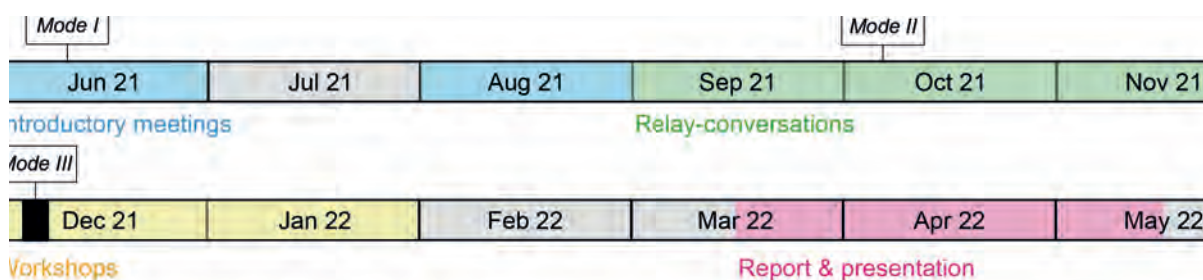 Mode I Mode II
Jun 21 Jul 21 Aug 21 Sep 21 Oct 21 Nov 21
ntroductory meetings Relay-conversations
Mode III
Dec 21 Jan 22 Feb 22 Mar 22 Apr 22 May 22
Workshops Report & presentation